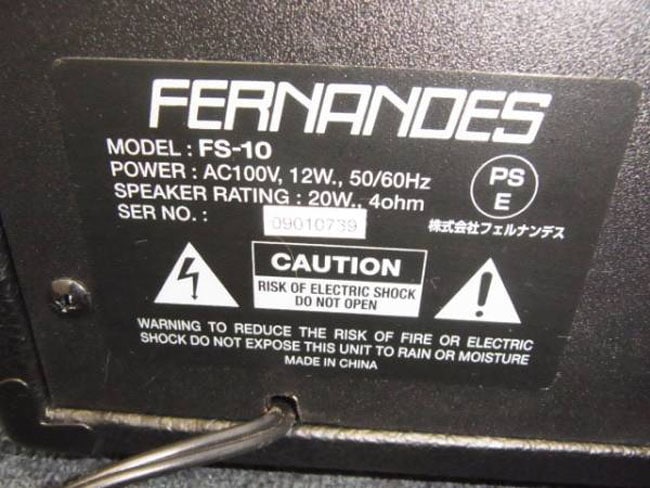 FERNANDES
MODEL : FS-10
POWER : AC100V, 12W., 50/60Hz
SPEAKER RATING : 20W., 4ohm
SER NO. : 09010739
PS
E
株式会社フェルナンデス
CAUTION
RISK OF ELECTRIC SHOCK
DO NOT OPEN
WARNING TO REDUCE THE RISK OF FIRE OR ELECTRIC
SHOCK DO NOT EXPOSE THIS UNIT TO RAIN OR MOISTURE
MADE IN CHINA